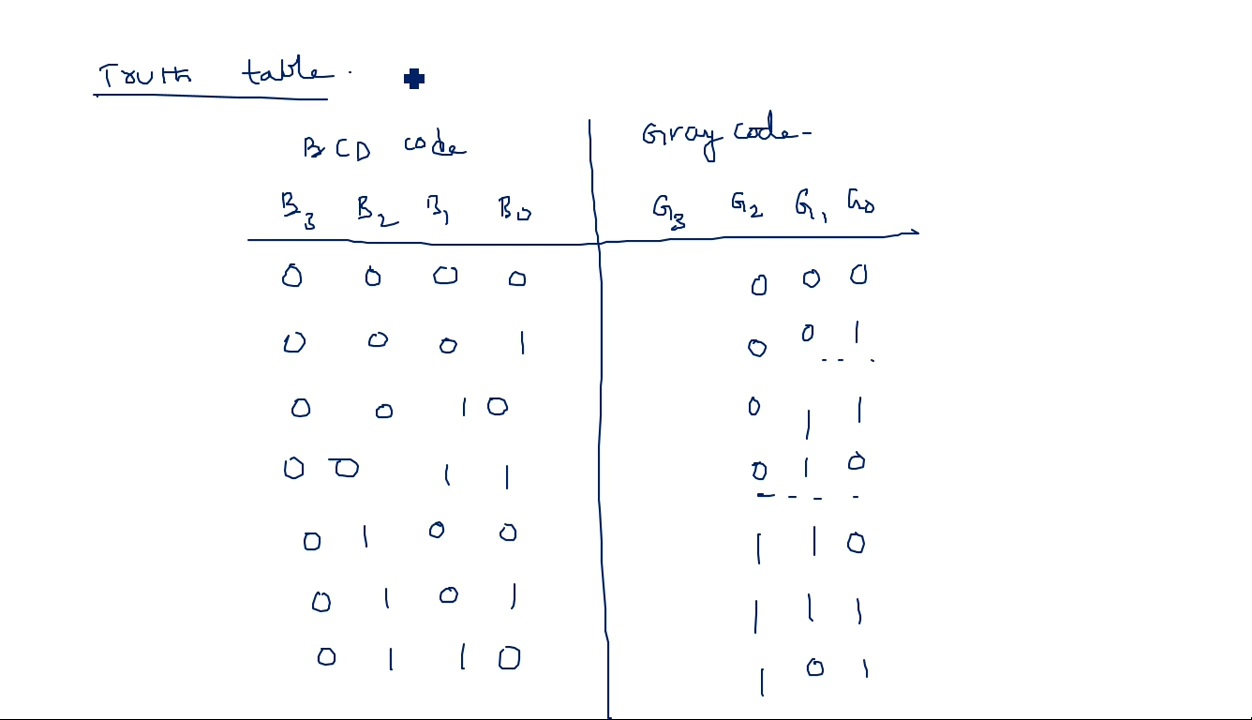 Truth table.
BCD code Gray code-
B3 B2 B1 B0 G3 G2 G1 G0
0 0 0 0 0 0 0
0 0 0 1 0 0 1
0 0 1 0 0 1 1
0 0 1 1 0 1 0
0 1 0 0 1 1 0
0 1 0 1 1 1 1
0 1 1 0 1 0 1